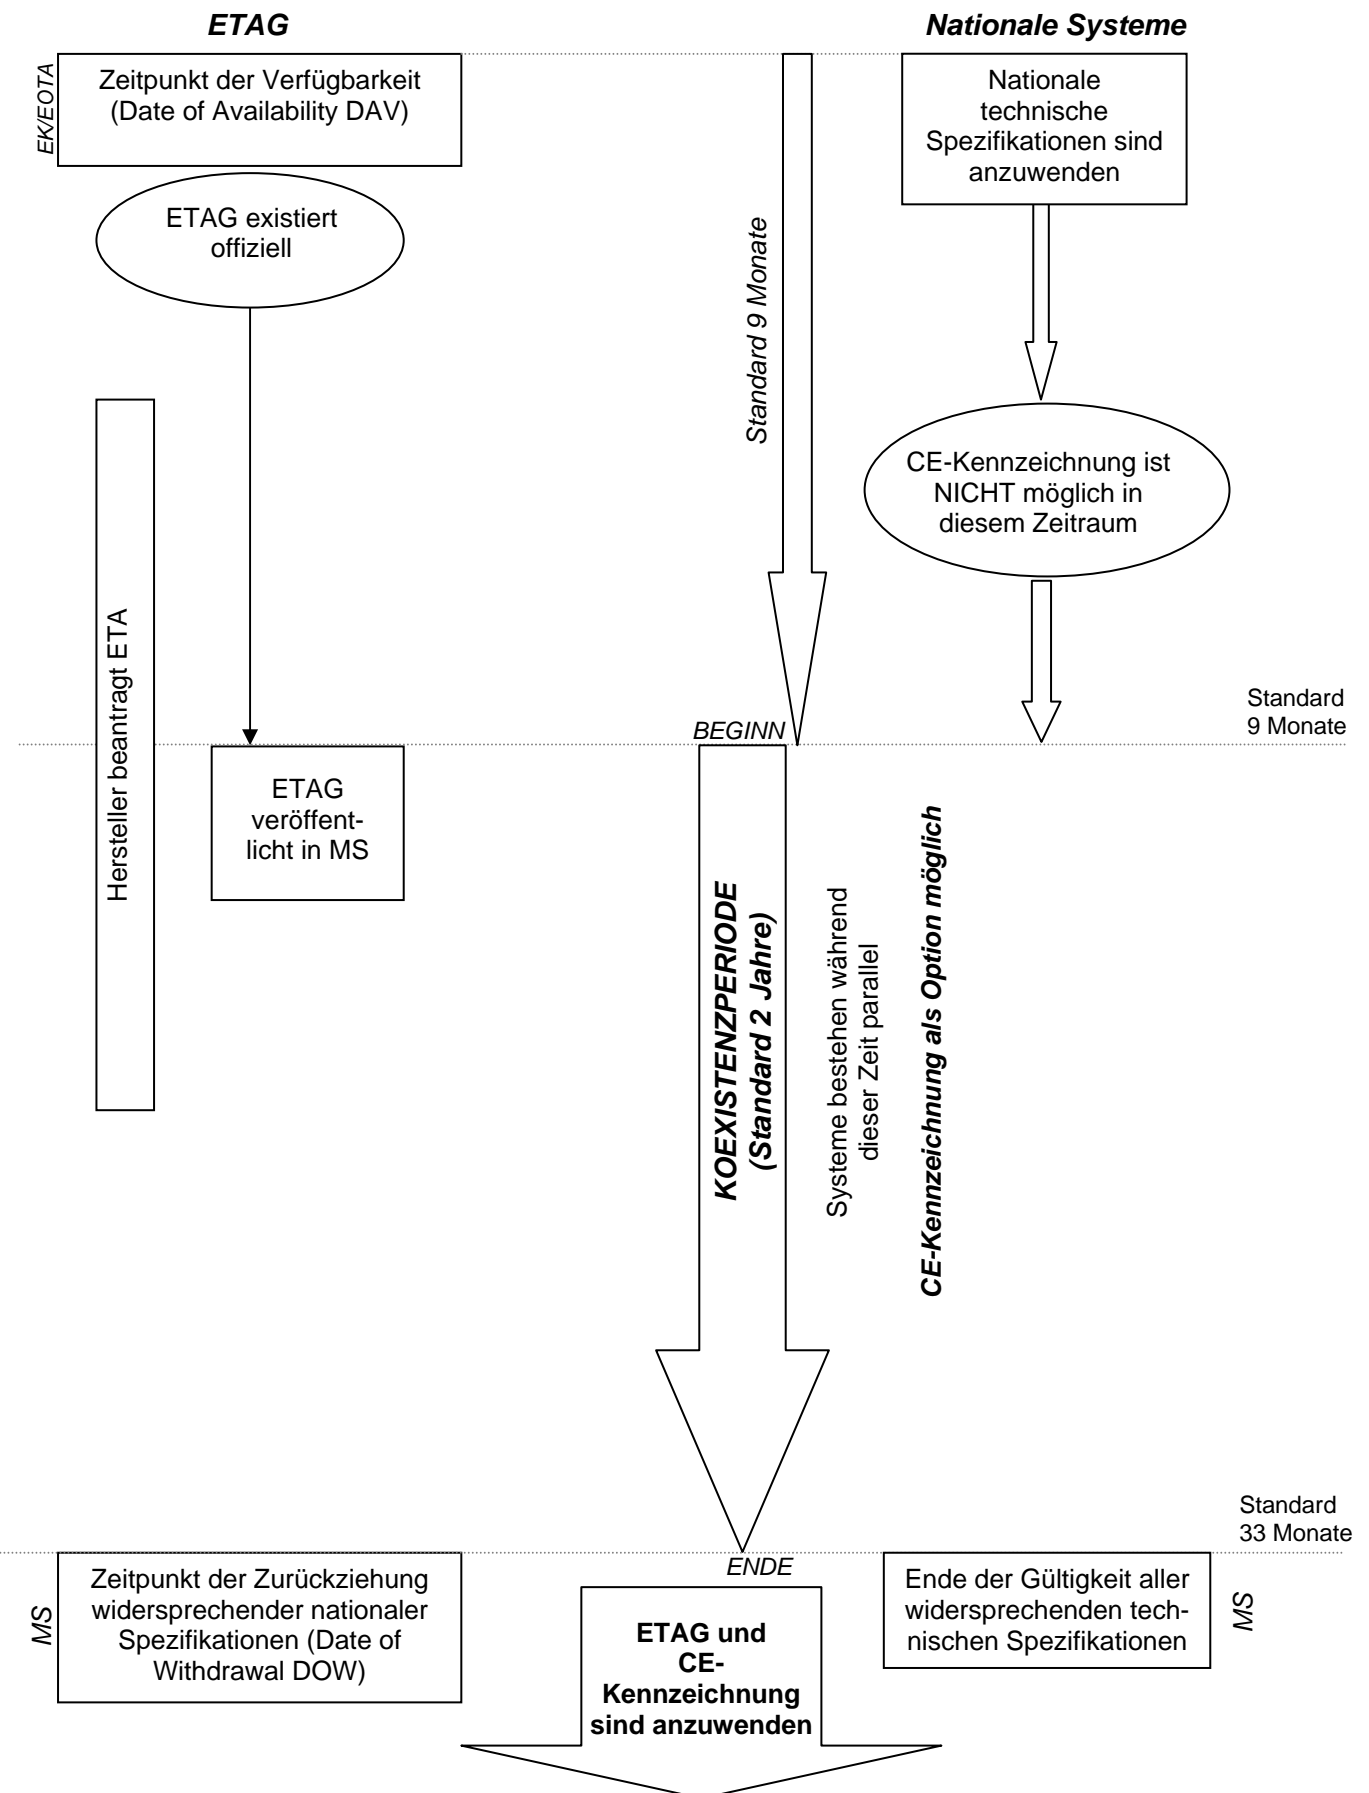 ETAG
Nationale Systeme
EK/EOTA
Zeitpunkt der Verfügbarkeit
(Date of Availability DAV)
Nationale
technische
Spezifikationen sind
anzuwenden
ETAG existiert
offiziell
Standard 9 Monate
CE-Kennzeichnung ist
NICHT möglich in
diesem Zeitraum
Hersteller beantragt ETA
Standard
9 Monate
BEGINN
ETAG
veröffent-
licht in MS
KOEXISTENZPERIODE
(Standard 2 Jahre)
Systeme bestehen während
dieser Zeit parallel
CE-Kennzeichnung als Option möglich
Standard
33 Monate
ENDE
MS
Zeitpunkt der Zurückziehung
widersprechender nationaler
Spezifikationen (Date of
Withdrawal DOW)
ETAG und
CE-
Kennzeichnung
sind anzuwenden
Ende der Gültigkeit aller
widersprechenden tech-
nischen Spezifikationen
MS